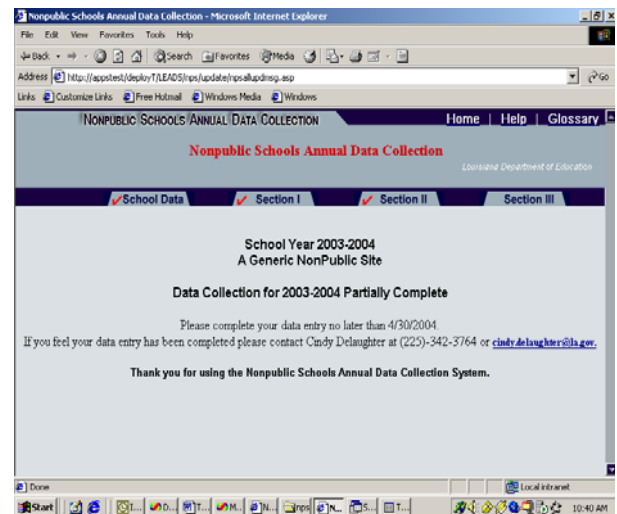 Nonpublic Schools Annual Data Collection - Microsoft Internet Explorer
File Edit View Favorites Tools Help
Back Search Favorites Media
Address http://appstest/deployT/LEADS/nps/update/npsallupdmsg.asp Go
Links Customize Links Free Hotmail Windows Media Windows
NONPUBLIC SCHOOLS ANNUAL DATA COLLECTION Home | Help | Glossary
Nonpublic Schools Annual Data Collection
Louisiana Department of Education
School Data Section I Section II Section III
School Year 2003-2004
A Generic NonPublic Site
Data Collection for 2003-2004 Partially Complete
Please complete your data entry no later than 4/30/2004.
If you feel your data entry has been completed please contact Cindy Delaughter at (225)-342-3764 or cindy.delaughter@la.gov.
Thank you for using the Nonpublic Schools Annual Data Collection System.
Done Local intranet
Start I... D... T... M... N... nps N... S... T... 10:40 AM